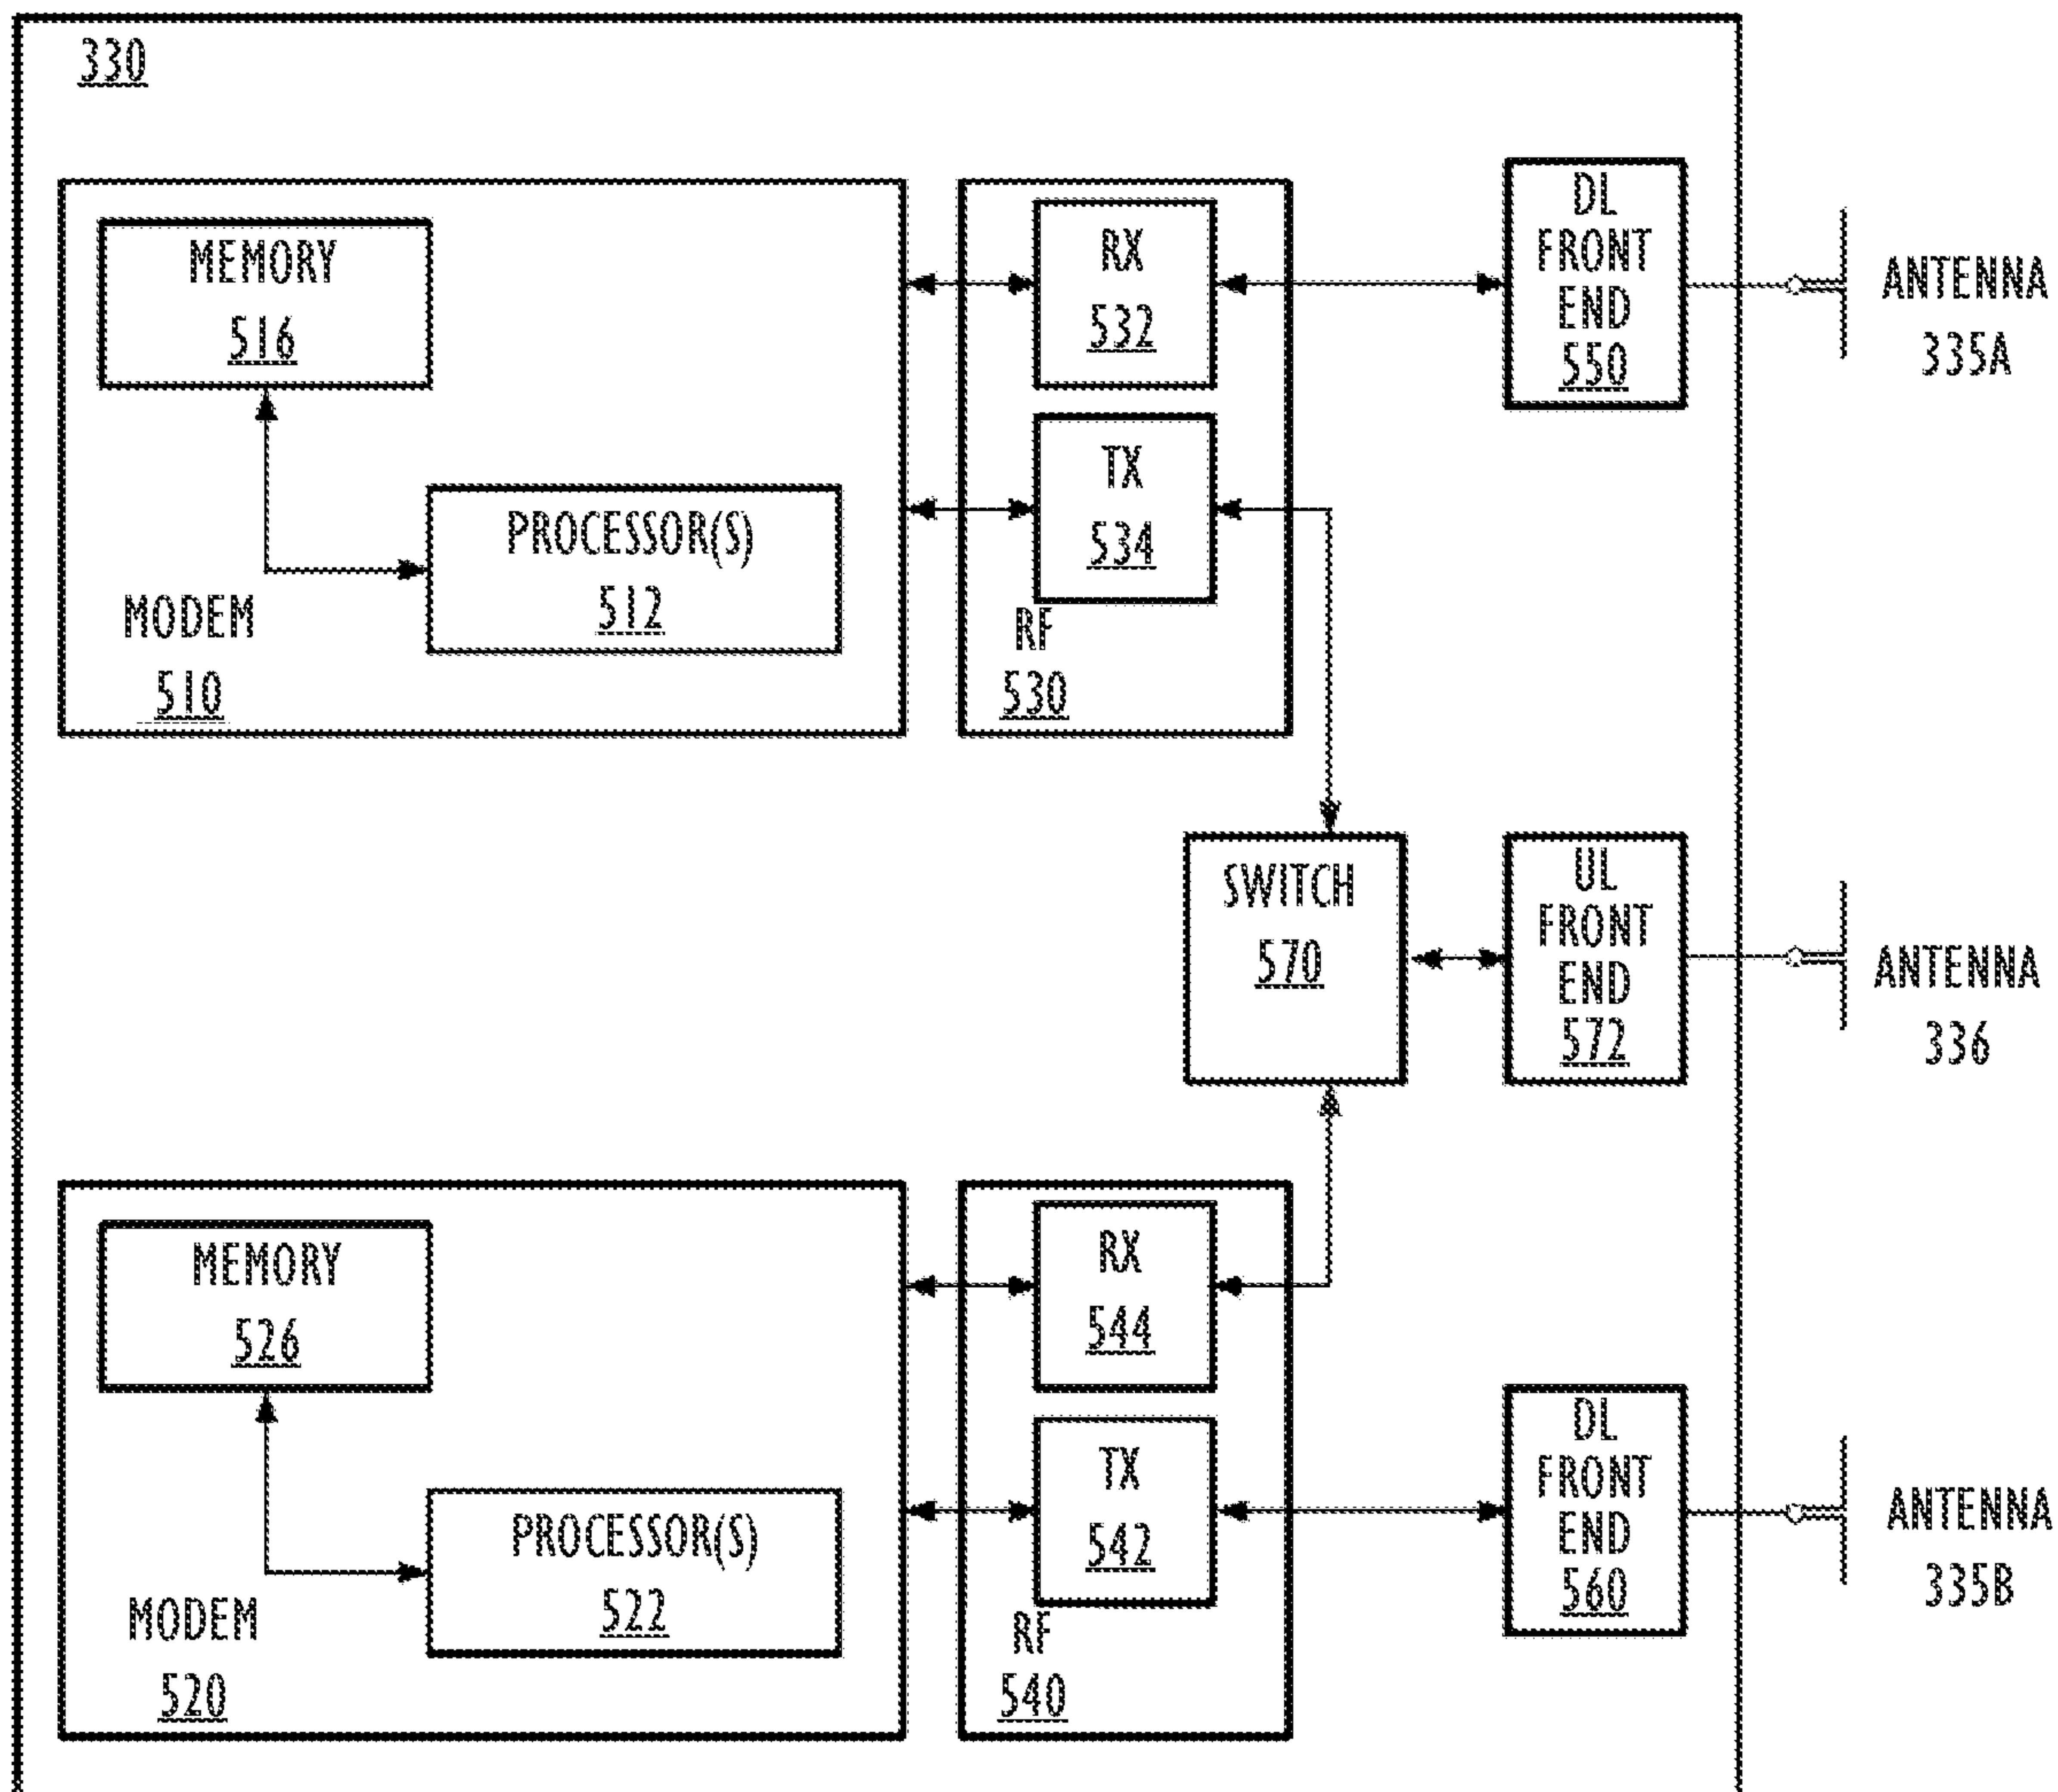 330
MEMORY
516
PROCESSOR(S)
512
MODEM
510
RX
532
TX
534
RF
530
DL
FRONT
END
550
ANTENNA
335A
SWITCH
570
UL
FRONT
END
572
ANTENNA
336
MEMORY
526
PROCESSOR(S)
522
MODEM
520
RX
544
TX
542
RF
540
DL
FRONT
END
560
ANTENNA
335B